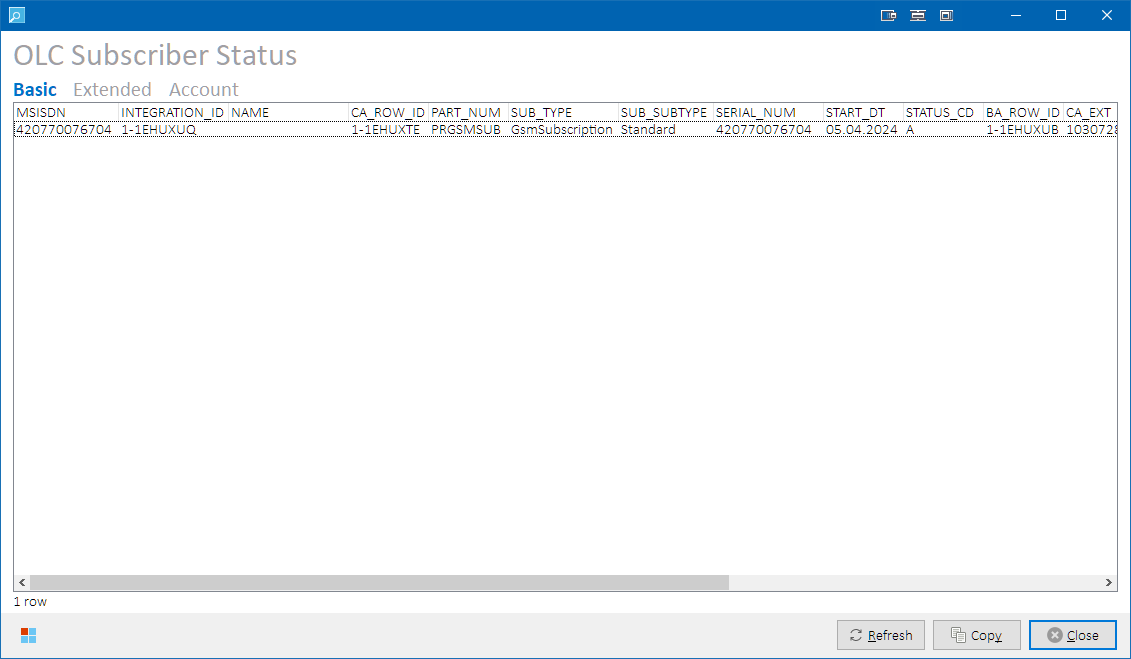 OLC Subscriber Status
Basic Extended Account
MSISDN INTEGRATION_ID NAME CA_ROW_ID PART_NUM SUB_TYPE SUB_SUBTYPE SERIAL_NUM START_DT STATUS_CD BA_ROW_ID CA_EXT
420770076704 1-1EHUXUQ 1-1EHUXTE PRGSMSUB GsmSubscription Standard 420770076704 05.04.2024 A 1-1EHUXUB 1030728
1 row
Refresh Copy Close